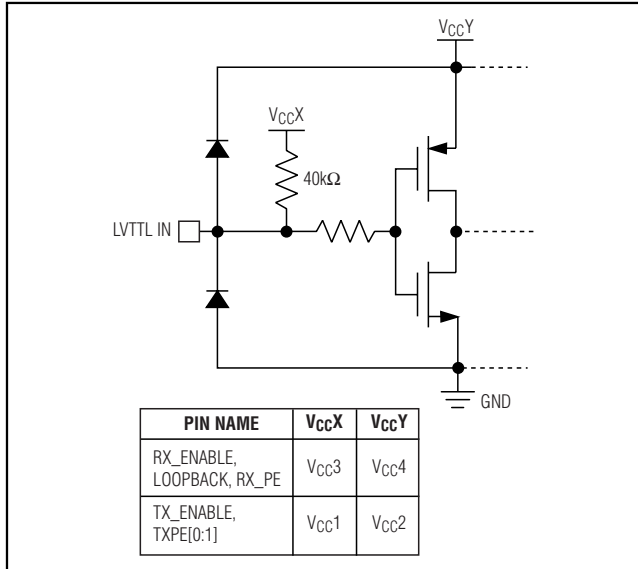 VCCY
VCCX
40kΩ
LVTTL IN
GND
PIN NAME VCCX VCCY
RX_ENABLE,
LOOPBACK, RX_PE VCC3 VCC4
TX_ENABLE,
TXPE[0:1] VCC1 VCC2